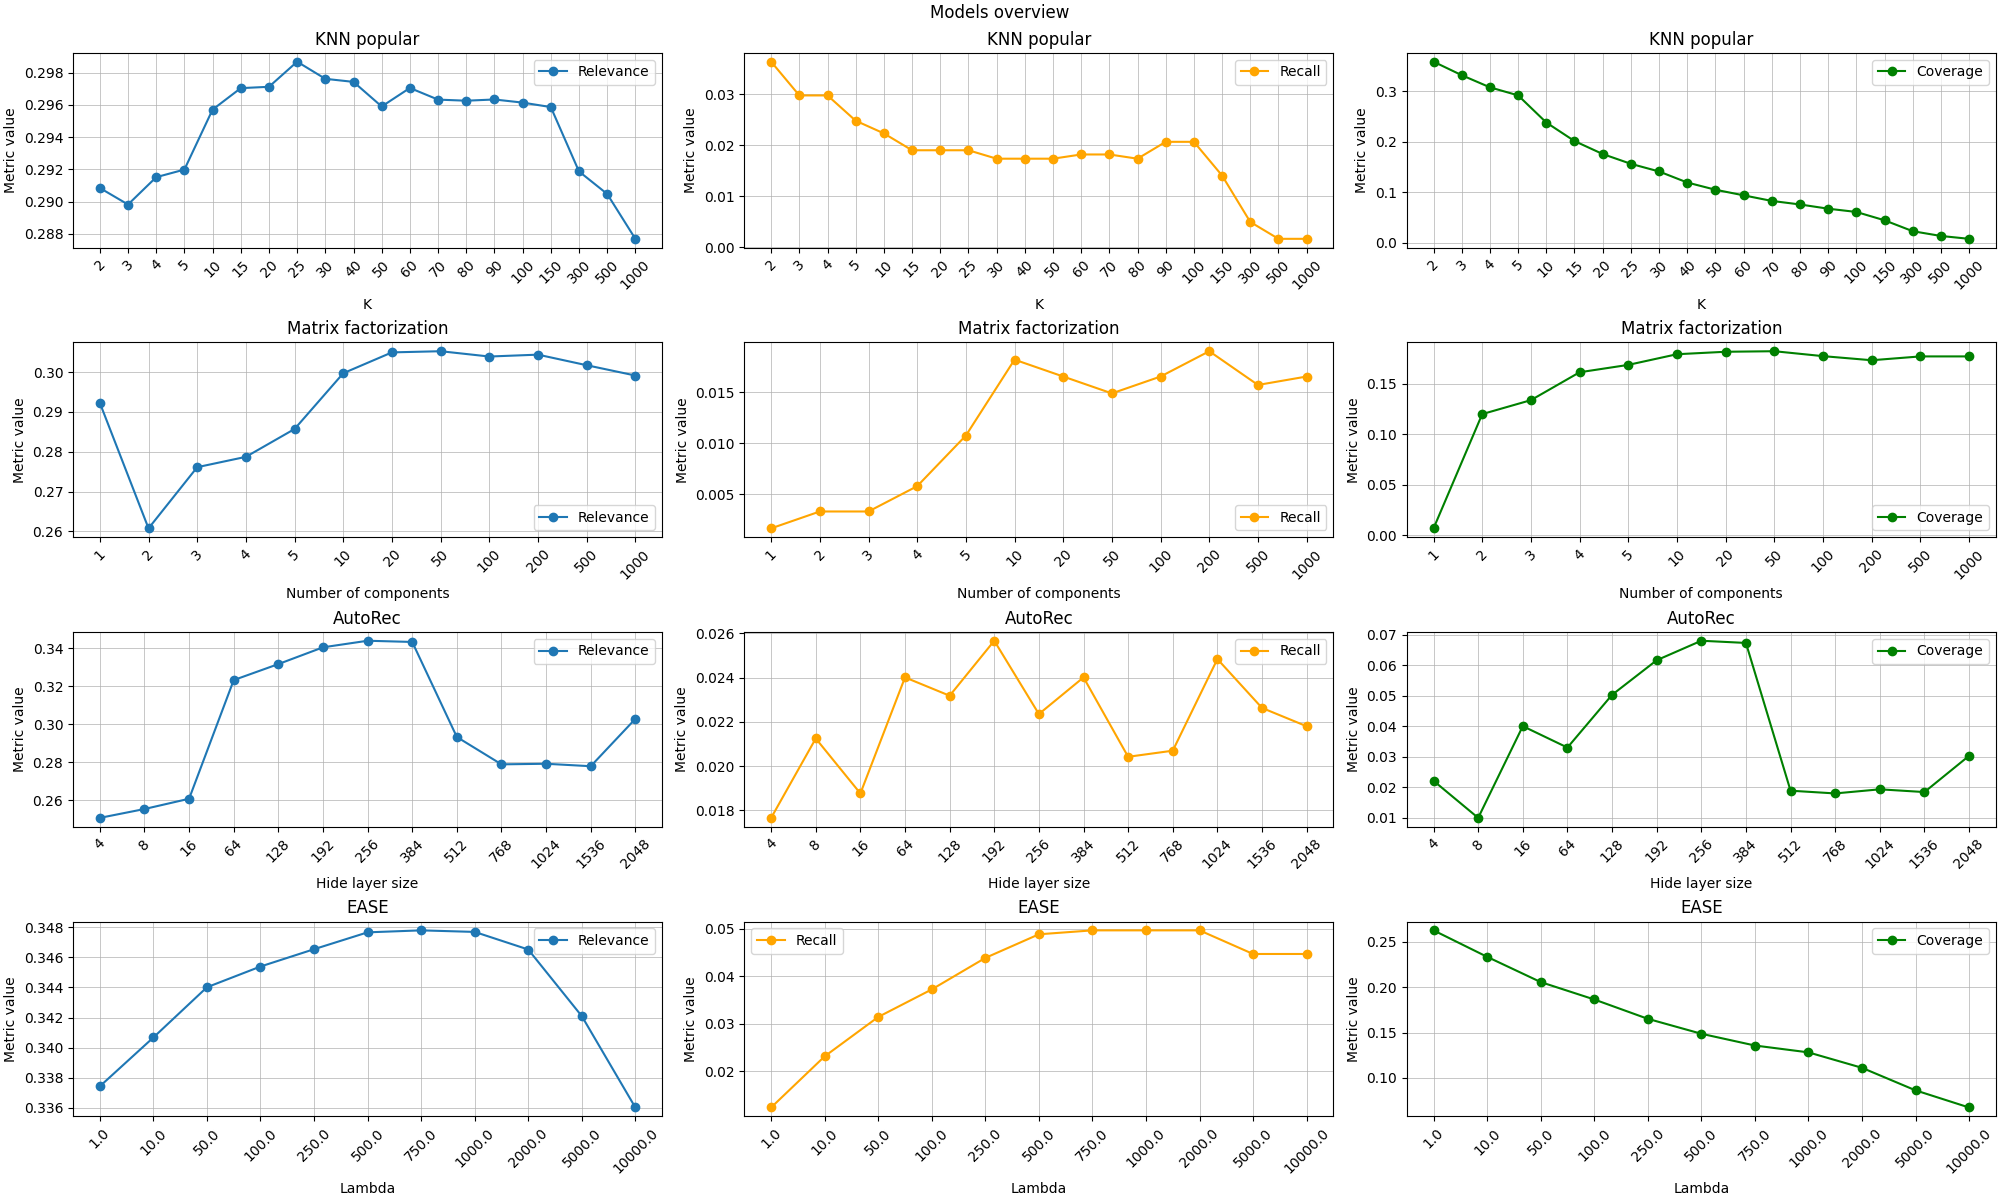 Models overview
KNN popular
Metric value
0.298
0.296
0.294
0.292
0.290
0.288
Relevance
2 3 4 5 10 15 20 25 30 40 50 60 70 80 90 100 150 300 500 1000
K
KNN popular
Metric value
0.03
0.02
0.01
0.00
Recall
2 3 4 5 10 15 20 25 30 40 50 60 70 80 90 100 150 300 500 1000
K
KNN popular
Metric value
0.3
0.2
0.1
0.0
Coverage
2 3 4 5 10 15 20 25 30 40 50 60 70 80 90 100 150 300 500 1000
K
Matrix factorization
Metric value
0.30
0.29
0.28
0.27
0.26
Relevance
1 2 3 4 5 10 20 50 100 200 500 1000
Number of components
Matrix factorization
Metric value
0.015
0.010
0.005
Recall
1 2 3 4 5 10 20 50 100 200 500 1000
Number of components
Matrix factorization
Metric value
0.15
0.10
0.05
0.00
Coverage
1 2 3 4 5 10 20 50 100 200 500 1000
Number of components
AutoRec
Metric value
0.34
0.32
0.30
0.28
0.26
Relevance
4 8 16 64 128 192 256 384 512 768 1024 1536 2048
Hide layer size
AutoRec
Metric value
0.026
0.024
0.022
0.020
0.018
Recall
4 8 16 64 128 192 256 384 512 768 1024 1536 2048
Hide layer size
AutoRec
Metric value
0.07
0.06
0.05
0.04
0.03
0.02
0.01
Coverage
4 8 16 64 128 192 256 384 512 768 1024 1536 2048
Hide layer size
EASE
Metric value
0.348
0.346
0.344
0.342
0.340
0.338
0.336
Relevance
1.0 10.0 50.0 100.0 250.0 500.0 750.0 1000.0 2000.0 5000.0 10000.0
Lambda
EASE
Metric value
0.05
0.04
0.03
0.02
Recall
1.0 10.0 50.0 100.0 250.0 500.0 750.0 1000.0 2000.0 5000.0 10000.0
Lambda
EASE
Metric value
0.25
0.20
0.15
0.10
Coverage
1.0 10.0 50.0 100.0 250.0 500.0 750.0 1000.0 2000.0 5000.0 10000.0
Lambda